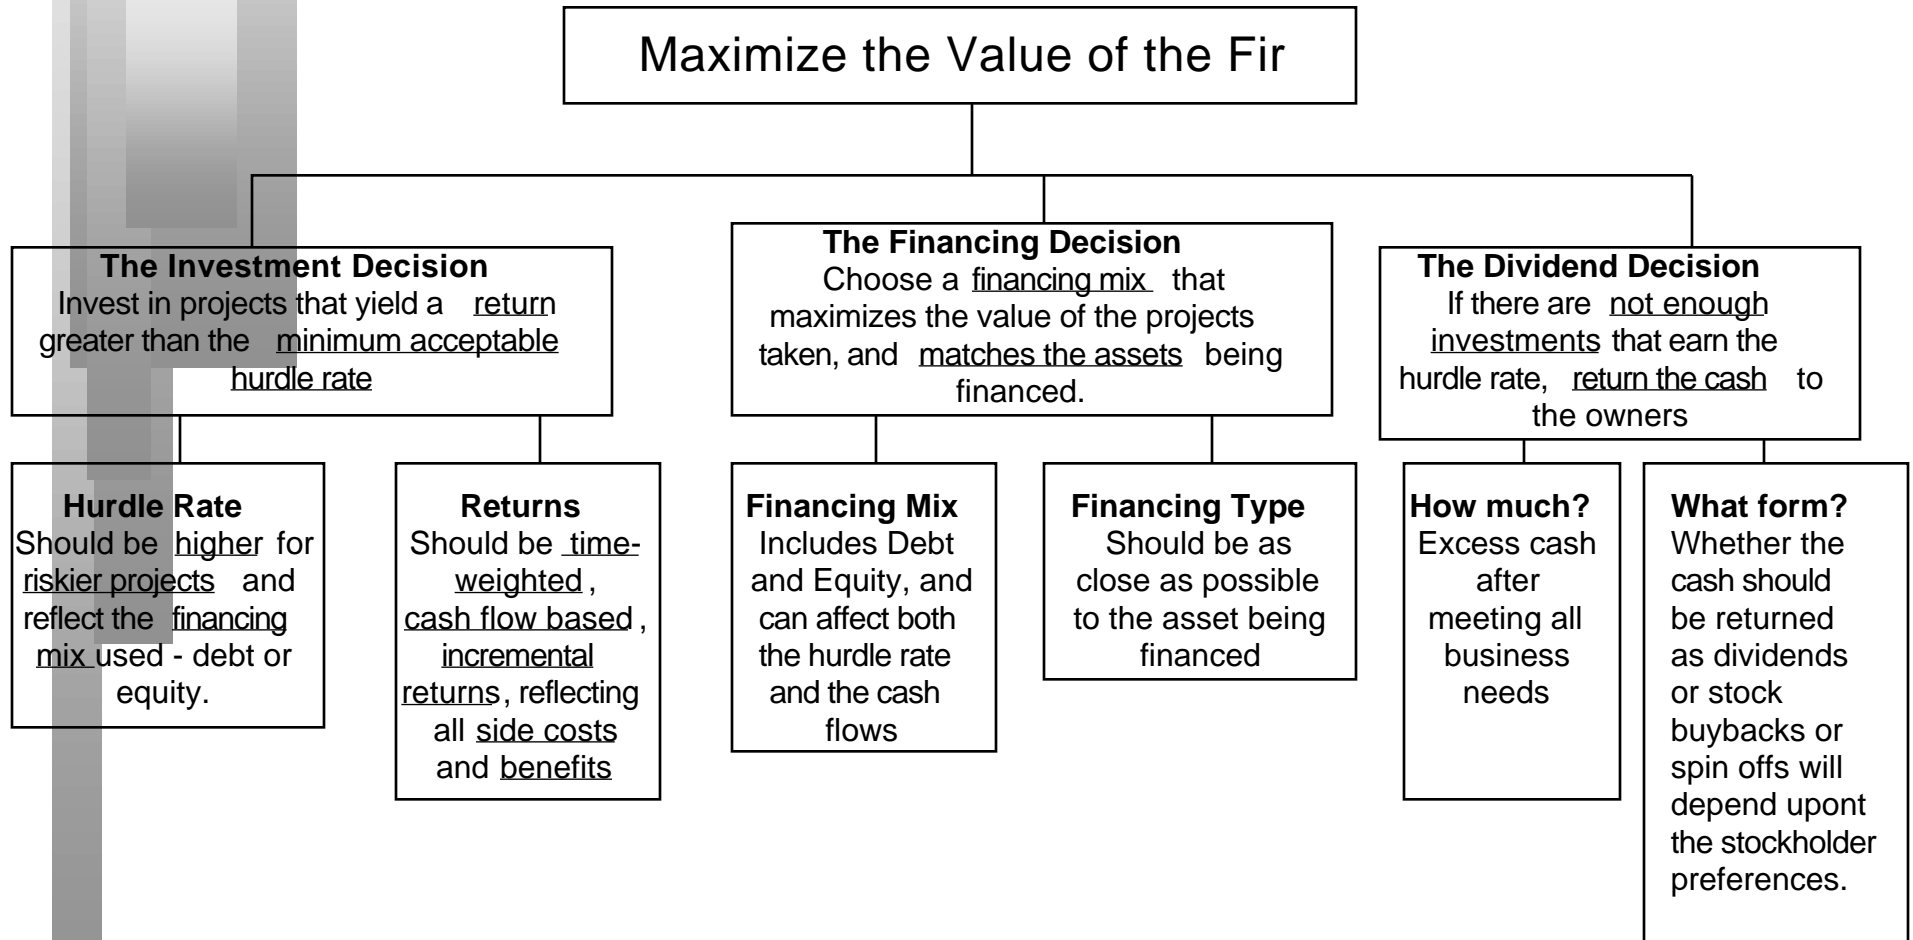 Maximize the Value of the Fir
The Investment Decision
Invest in projects that yield a return
greater than the minimum acceptable
hurdle rate
The Financing Decision
Choose a financing mix that
maximizes the value of the projects
taken, and matches the assets being
financed.
The Dividend Decision
If there are not enough
investments that earn the
hurdle rate, return the cash to
the owners
Hurdle Rate
Should be higher for
riskier projects and
reflect the financing
mix used - debt or
equity.
Returns
Should be time-
weighted,
cash flow based,
incremental
returns, reflecting
all side costs
and benefits
Financing Mix
Includes Debt
and Equity, and
can affect both
the hurdle rate
and the cash
flows
Financing Type
Should be as
close as possible
to the asset being
financed
How much?
Excess cash
after
meeting all
business
needs
What form?
Whether the
cash should
be returned
as dividends
or stock
buybacks or
spin offs will
depend upont
the stockholder
preferences.